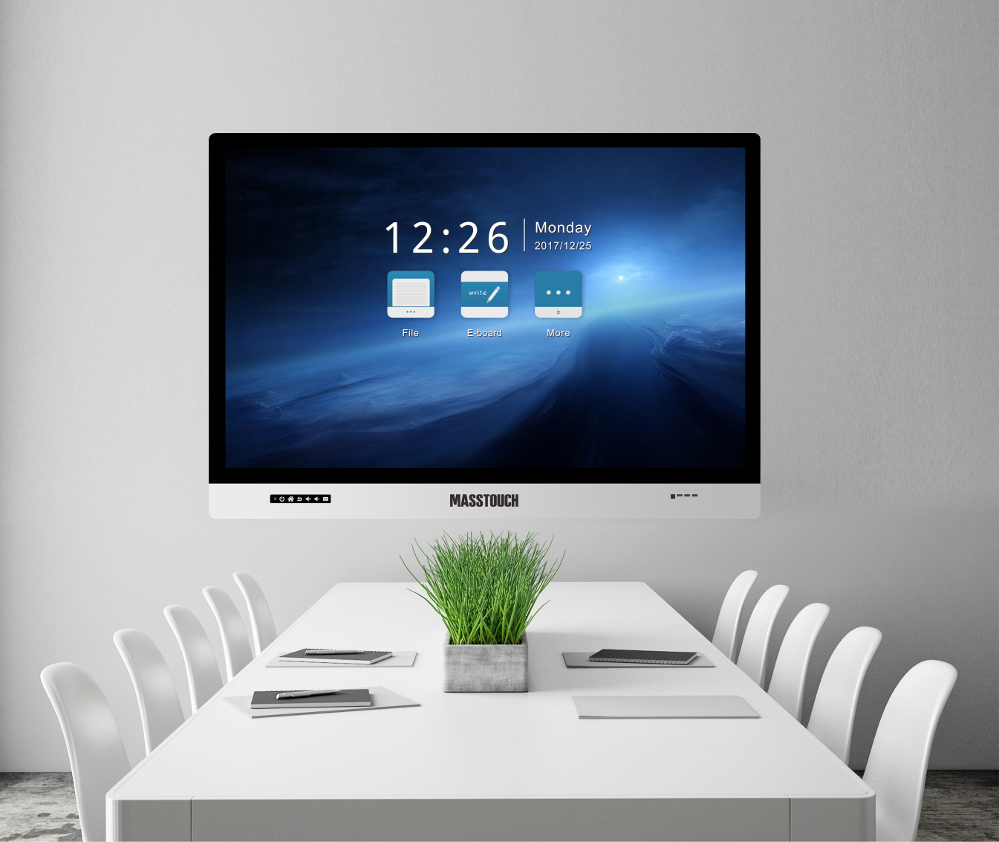 12:26
Monday
2017/12/25
write
File
E-board
More
MASSTOUCH